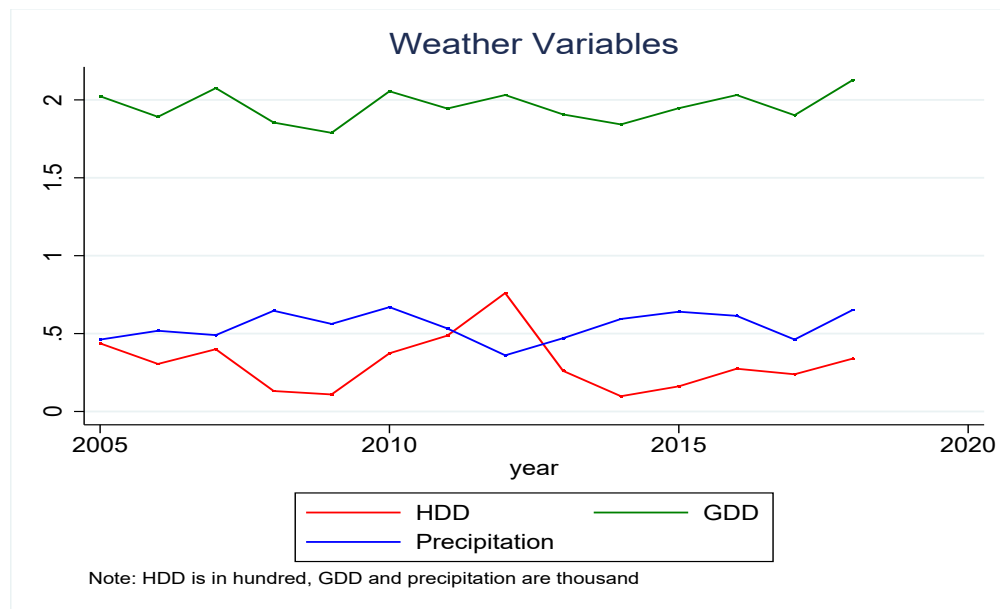 Weather Variables
2
1.5
1
.5
0
2005 2010 2015 2020
year
HDD GDD
Precipitation
Note: HDD is in hundred, GDD and precipitation are thousand